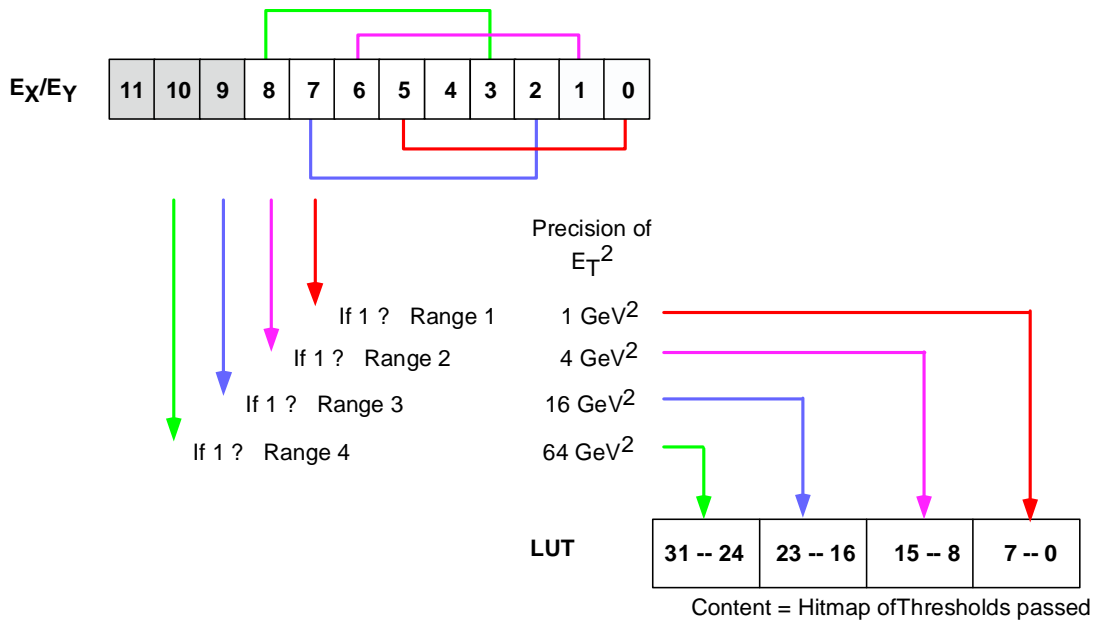 EX/EY 11 10 9 8 7 6 5 4 3 2 1 0
Precision of
ET2
If 1 ? Range 1 1 GeV2
If 1 ? Range 2 4 GeV2
If 1 ? Range 3 16 GeV2
If 1 ? Range 4 64 GeV2
LUT 31 -- 24 23 -- 16 15 -- 8 7 -- 0
Content = Hitmap ofThresholds passed